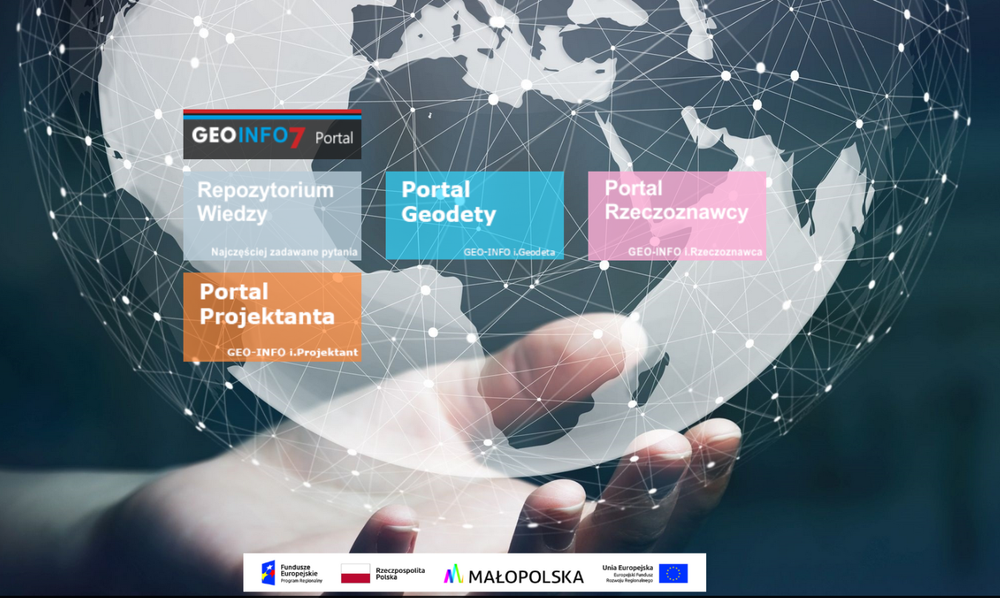 GEOINFO7 Portal
Repozytorium
Wiedzy
Najczęściej zadawane pytania
Portal
Geodety
GEO-INFO i.Geodeta
Portal
Rzeczoznawcy
GEO-INFO i.Rzeczoznawca
Portal
Projektanta
GEO-INFO i.Projektant
Fundusze
Europejskie
Program Regionalny
Rzeczpospolita
Polska
MAŁOPOLSKA
Unia Europejska
Europejski Fundusz
Rozwoju Regionalnego